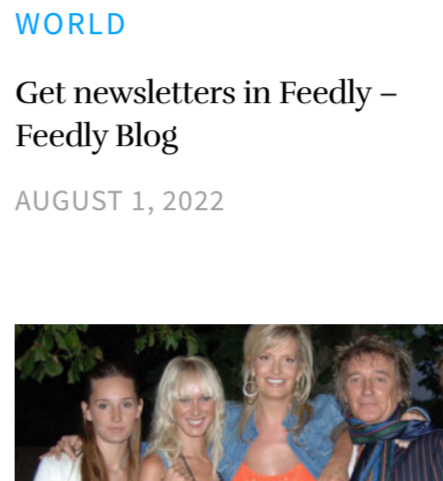 WORLD
Get newsletters in Feedly –
Feedly Blog
AUGUST 1, 2022